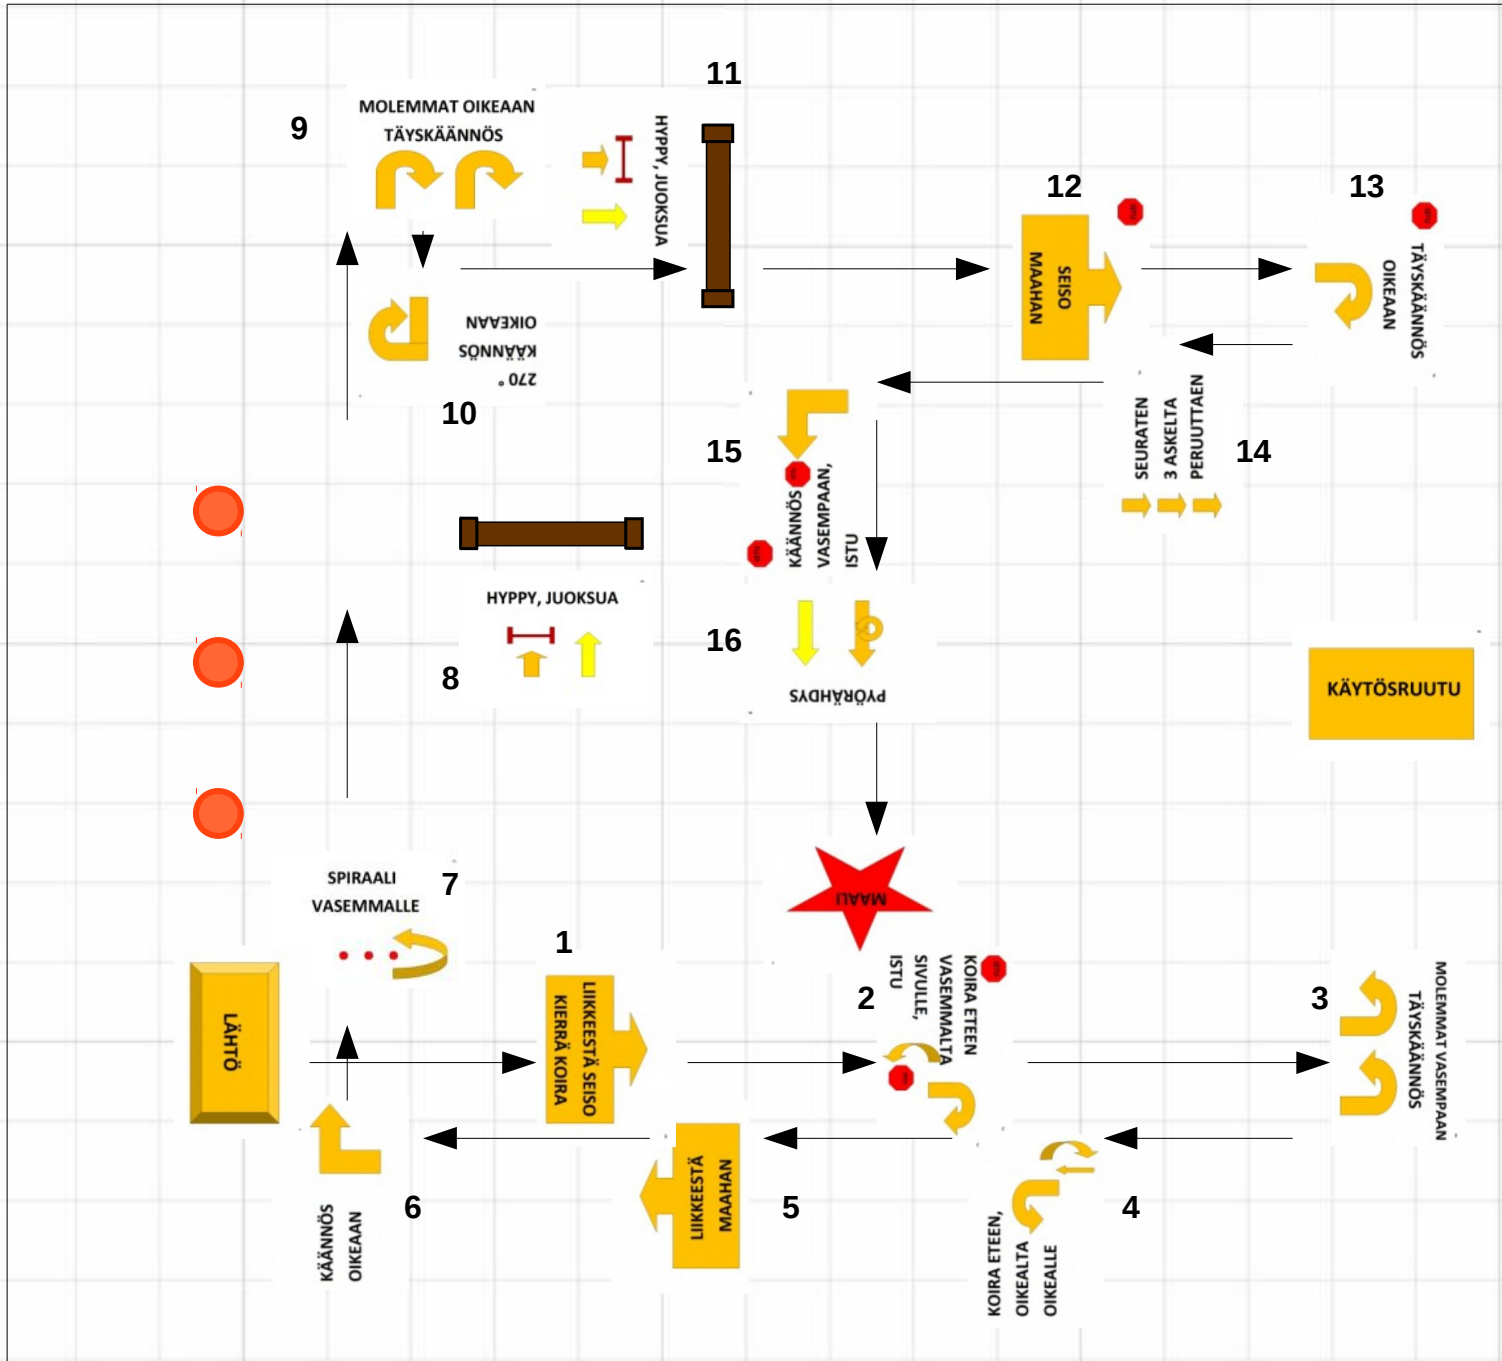 11
9
MOLEMMAT OIKEAAN
TÄYSKÄÄNNÖS
HYPPY, JUOKSUA
12
SEISO
MAAHAN
13
TÄYSKÄÄNNÖS
OIKEAAN
270°
KÄÄNNÖS
OIKEAAN
10
14
SEURATEN
3 ASKELTA
PERUUTTAEN
15
KÄÄNNÖS
VASEMPAAN,
ISTU
HYPPY, JUOKSUA
8
16
PYÖRÄHDYS
KÄYTÖSRUUTU
SPIRAALI
VASEMMALLE
7
MAALI
LÄHTÖ
1
LIIKKEESTÄ SEISO
KIERRÄ KOIRA
2
KOIRA ETEEN
VASEMMALTA
SIVULLE,
ISTU
3
MOLEMMAT VASEMPAAN
TÄYSKÄÄNNÖS
KOIRA ETEEN,
OIKEALTA
OIKEALLE
4
LIIKKEESTÄ
MAAHAN
5
KÄÄNNÖS
OIKEAAN
6